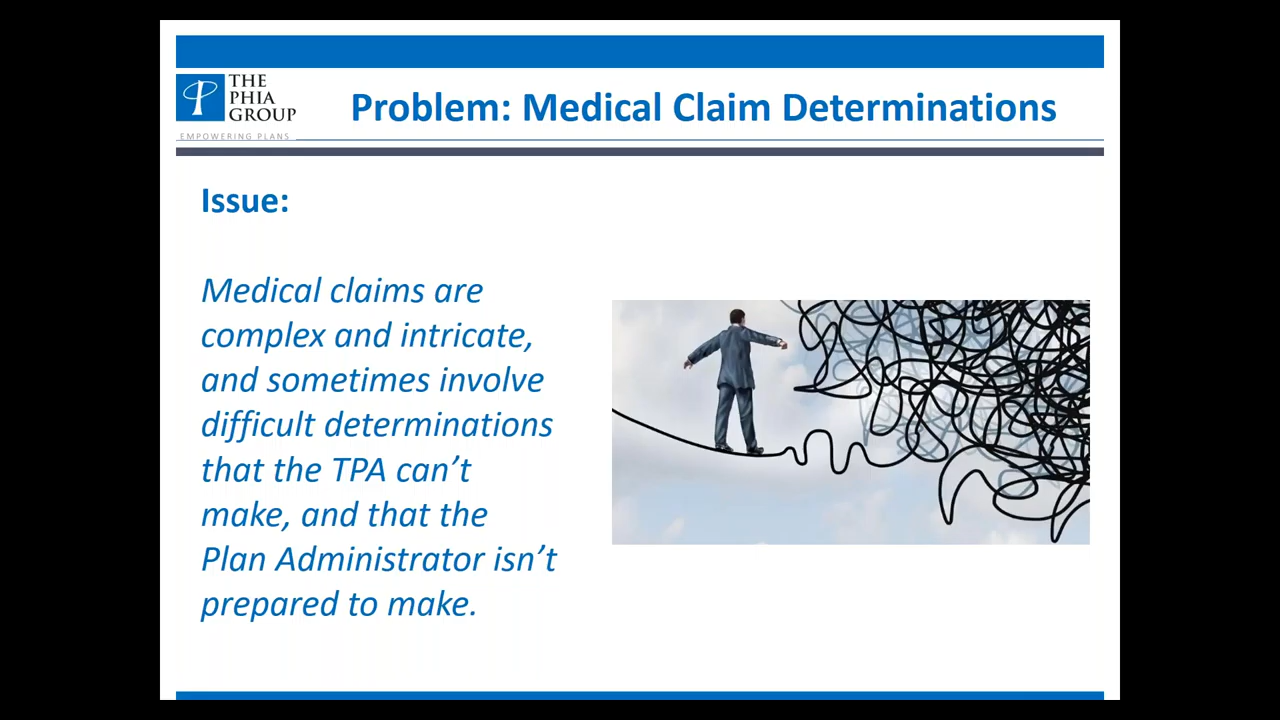 THE
PHIA
GROUP
EMPOWERING PLANS
Problem: Medical Claim Determinations
Issue:
Medical claims are
complex and intricate,
and sometimes involve
difficult determinations
that the TPA can’t
make, and that the
Plan Administrator isn’t
prepared to make.